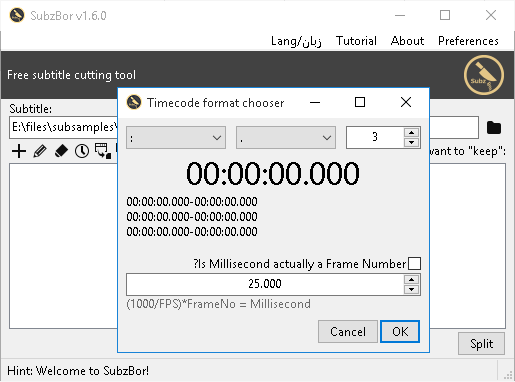 SubzBor v1.6.0
Lang/زبان Tutorial About Preferences
Free subtitle cutting tool
Subtitle:
E:\files\subsamples\
want to "keep":
Timecode format chooser
: . 3
00:00:00.000
00:00:00.000-00:00:00.000
00:00:00.000-00:00:00.000
00:00:00.000-00:00:00.000
?Is Millisecond actually a Frame Number
25.000
(1000/FPS)*FrameNo = Millisecond
Cancel OK
Split
Hint: Welcome to SubzBor!